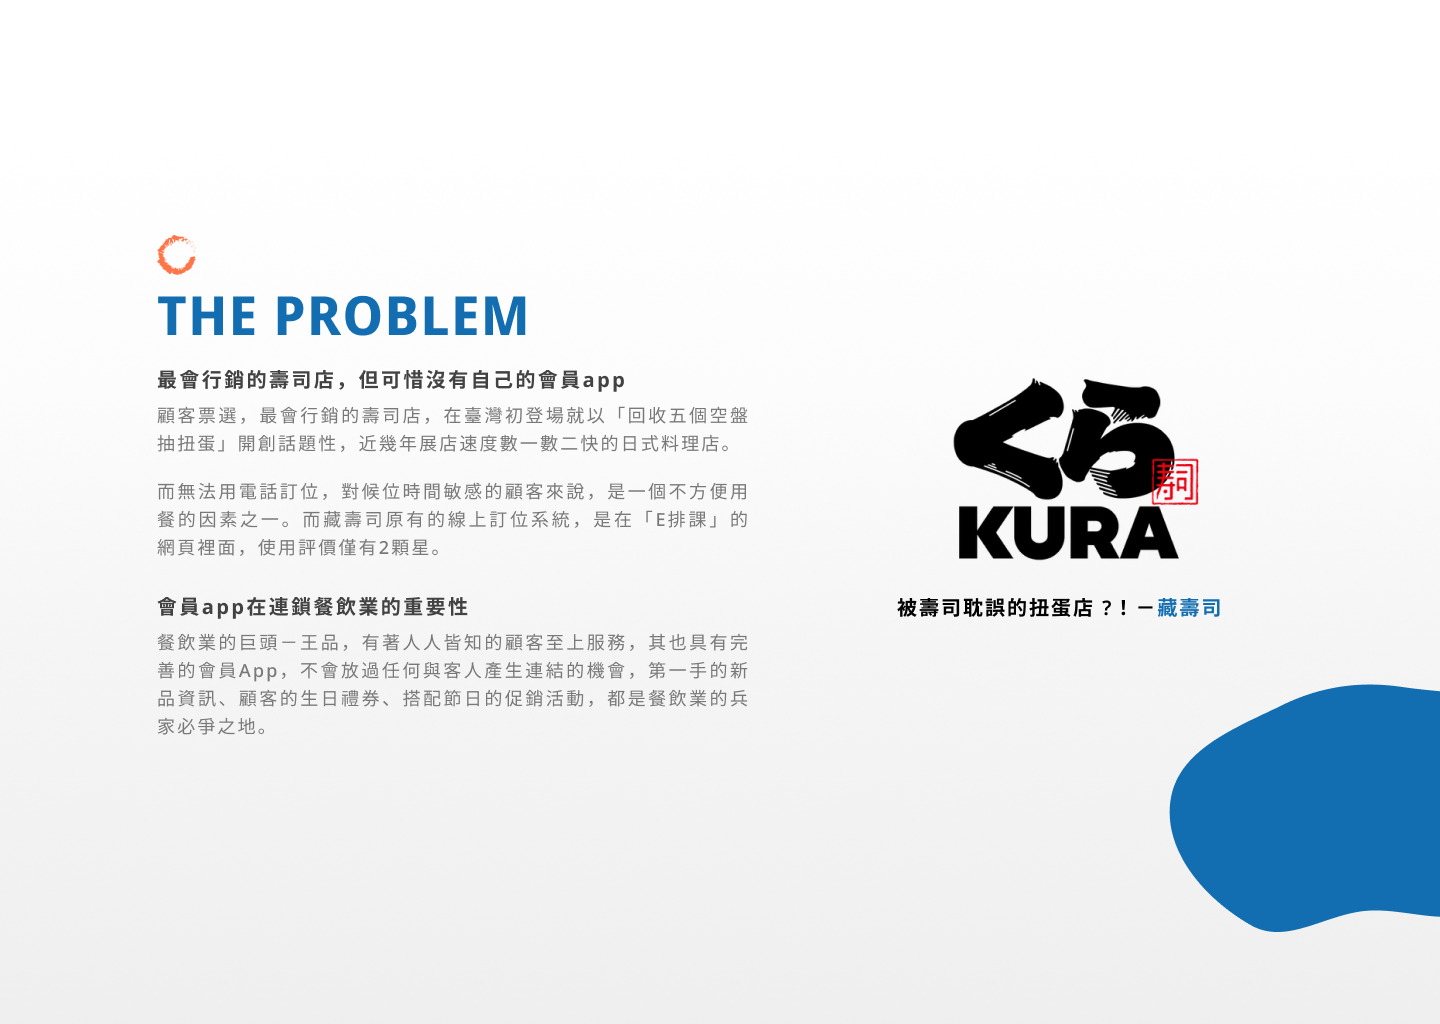 THE PROBLEM
最會行銷的壽司店，但可惜沒有自己的會員app
顧客票選，最會行銷的壽司店，在臺灣初登場就以「回收五個空盤
抽扭蛋」開創話題性，近幾年展店速度數一數二快的日式料理店。
而無法用電話訂位，對候位時間敏感的顧客來說，是一個不方便用
餐的因素之一。而藏壽司原有的線上訂位系統，是在「E排課」的
網頁裡面，使用評價僅有2顆星。
會員app在連鎖餐飲業的重要性
餐飲業的巨頭－王品，有著人人皆知的顧客至上服務，其也具有完
善的會員App，不會放過任何與客人產生連結的機會，第一手的新
品資訊、顧客的生日禮券、搭配節日的促銷活動，都是餐飲業的兵
家必爭之地。
くら
寿司
KURA
被壽司耽誤的扭蛋店？！－藏壽司